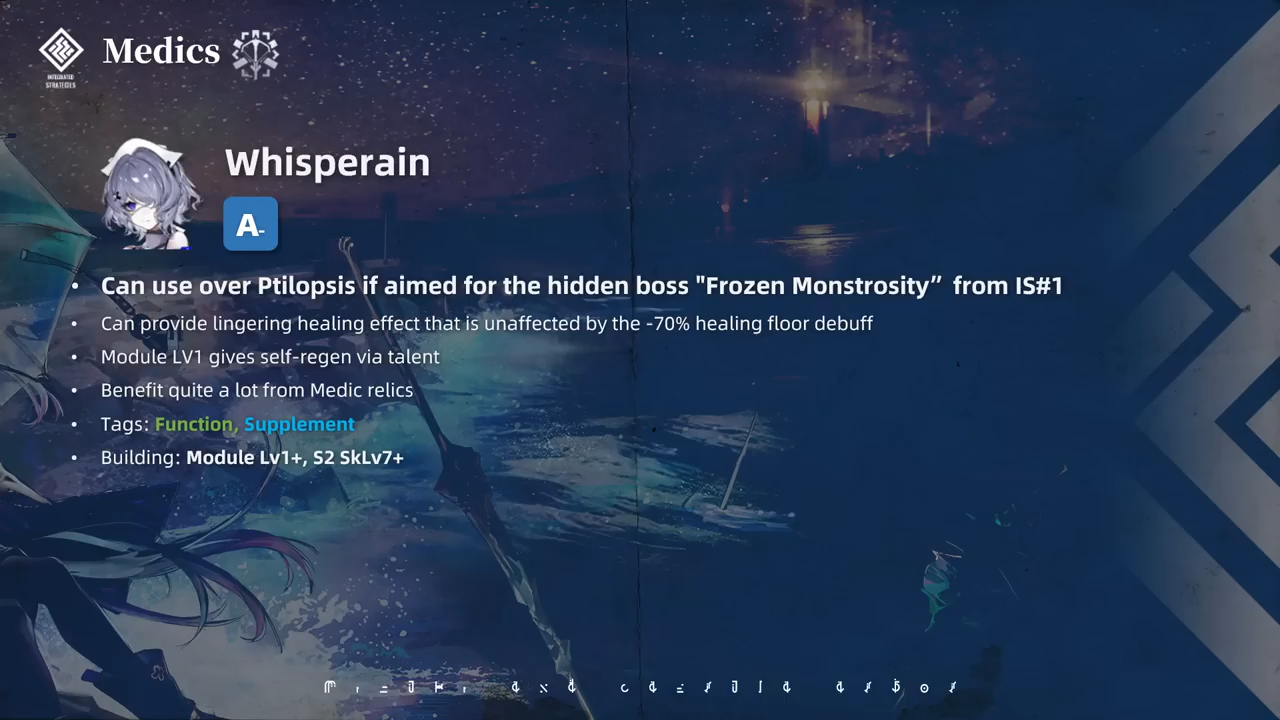 Medics
INTEGRATED
STRATEGIES
Whisperain
A-
• Can use over Ptilopsis if aimed for the hidden boss "Frozen Monstrosity” from IS#1
• Can provide lingering healing effect that is unaffected by the -70% healing floor debuff
• Module LV1 gives self-regen via talent
• Benefit quite a lot from Medic relics
• Tags: Function, Supplement
• Building: Module Lv1+, S2 SkLv7+